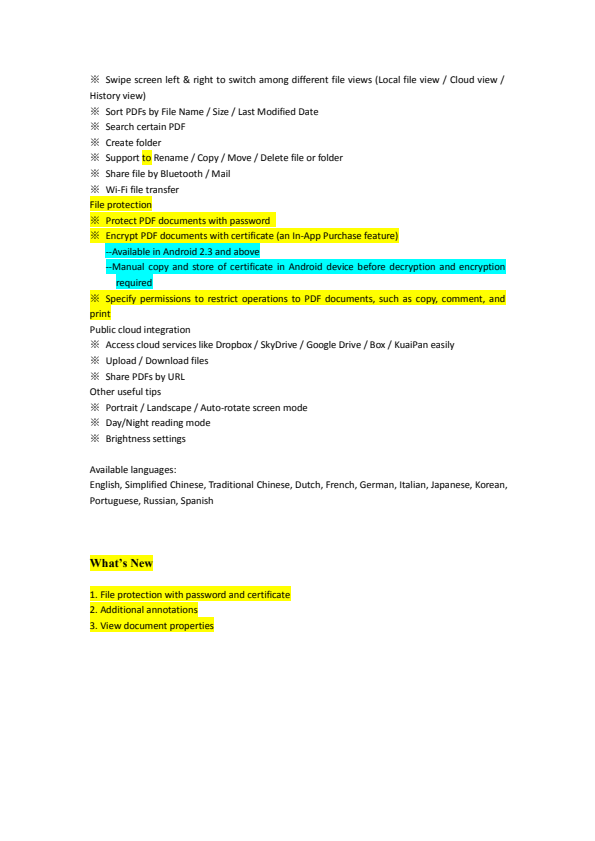 ※ Swipe screen left & right to switch among different file views (Local file view / Cloud view /
History view)
※ Sort PDFs by File Name / Size / Last Modified Date
※ Search certain PDF
※ Create folder
※ Support to Rename / Copy / Move / Delete file or folder
※ Share file by Bluetooth / Mail
※ Wi-Fi file transfer
File protection
※ Protect PDF documents with password
※ Encrypt PDF documents with certificate (an In-App Purchase feature)
--Available in Android 2.3 and above
--Manual copy and store of certificate in Android device before decryption and encryption
required
※ Specify permissions to restrict operations to PDF documents, such as copy, comment, and
print
Public cloud integration
※ Access cloud services like Dropbox / SkyDrive / Google Drive / Box / KuaiPan easily
※ Upload / Download files
※ Share PDFs by URL
Other useful tips
※ Portrait / Landscape / Auto-rotate screen mode
※ Day/Night reading mode
※ Brightness settings
Available languages:
English, Simplified Chinese, Traditional Chinese, Dutch, French, German, Italian, Japanese, Korean,
Portuguese, Russian, Spanish
What's New
1. File protection with password and certificate
2. Additional annotations
3. View document properties